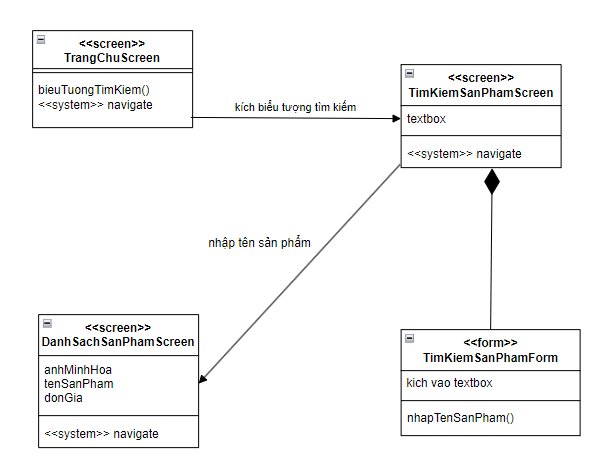 <<screen>>
TrangChuScreen
bieuTuongTimKiem()
<<system>> navigate
kích biểu tượng tìm kiếm
<<screen>>
TimKiemSanPhamScreen
textbox
<<system>> navigate
nhập tên sản phẩm
<<screen>>
DanhSachSanPhamScreen
anhMinhHoa
tenSanPham
donGia
<<system>> navigate
<<form>>
TimKiemSanPhamForm
kich vao textbox
nhapTenSanPham()